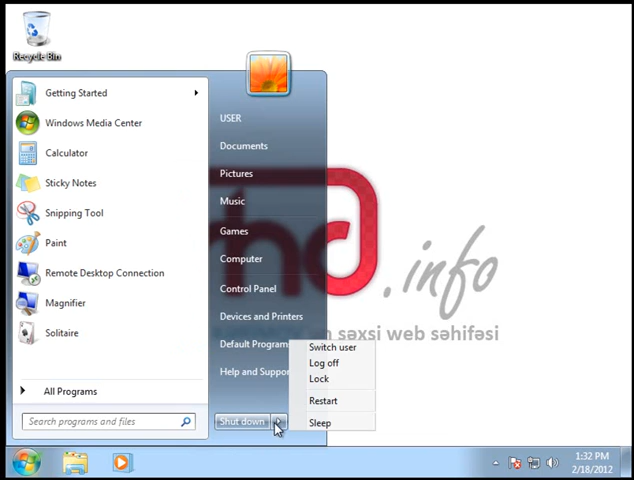 Recycle Bin
Getting Started
Windows Media Center
Calculator
Sticky Notes
Snipping Tool
Paint
Remote Desktop Connection
Magnifier
Solitaire
All Programs
Search programs and files
USER
Documents
Pictures
Music
Games
Computer
Control Panel
Devices and Printers
Default Program
Help and Suppor
Shut down
Switch user
Log off
Lock
Restart
Sleep
.info
şəxsi web səhifəsi
1:32 PM
2/18/2012